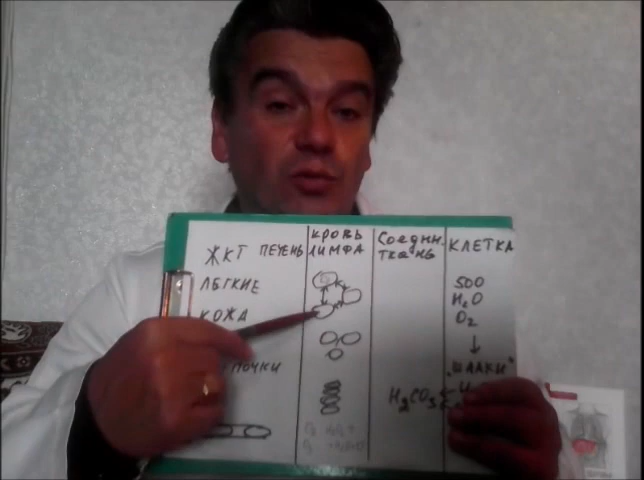 ЖКТ ПЕЧЕНЬ
ЛЕГКИЕ
КОЖА
ПОЧКИ
КРОВЬ
ЛИМФА
СОЕДИН.
ТКАНЬ
КЛЕТКА
500
H₂O
O₂
"ШЛАКИ"
H₂CO₃